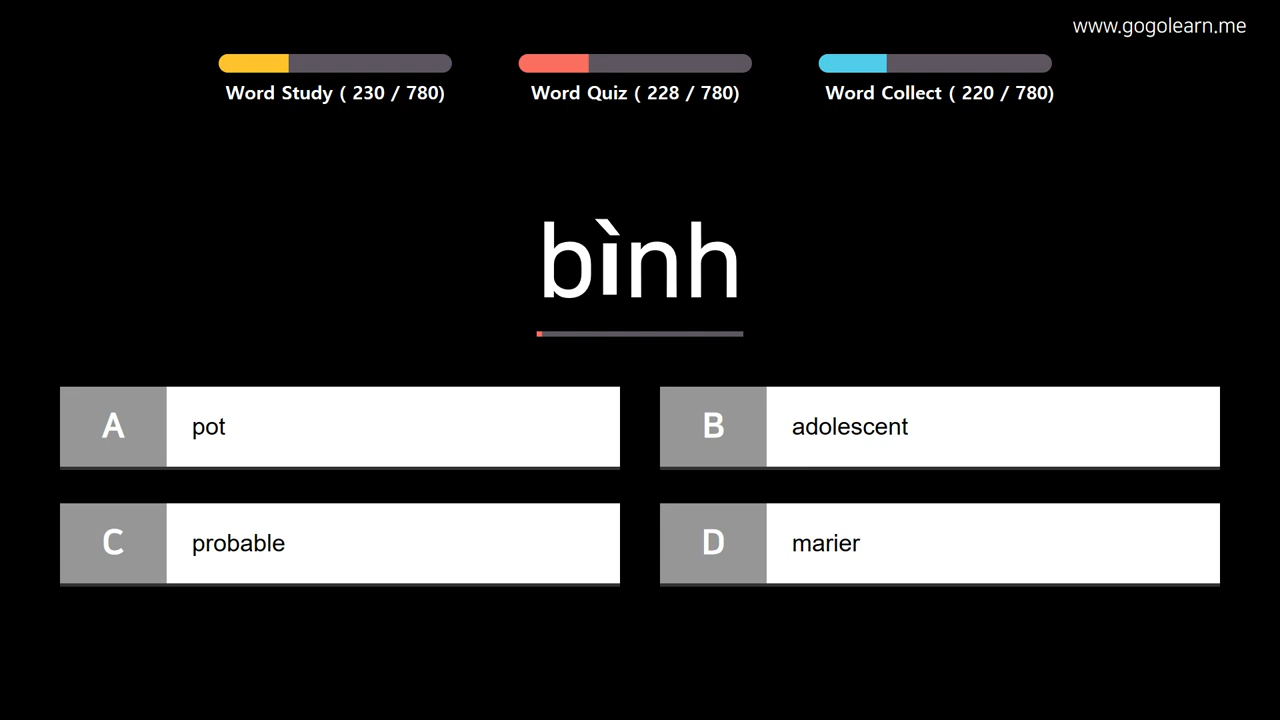 www.gogolearn.me
Word Study ( 230 / 780)
Word Quiz ( 228 / 780)
Word Collect ( 220 / 780)
bình
A pot
B adolescent
C probable
D marier